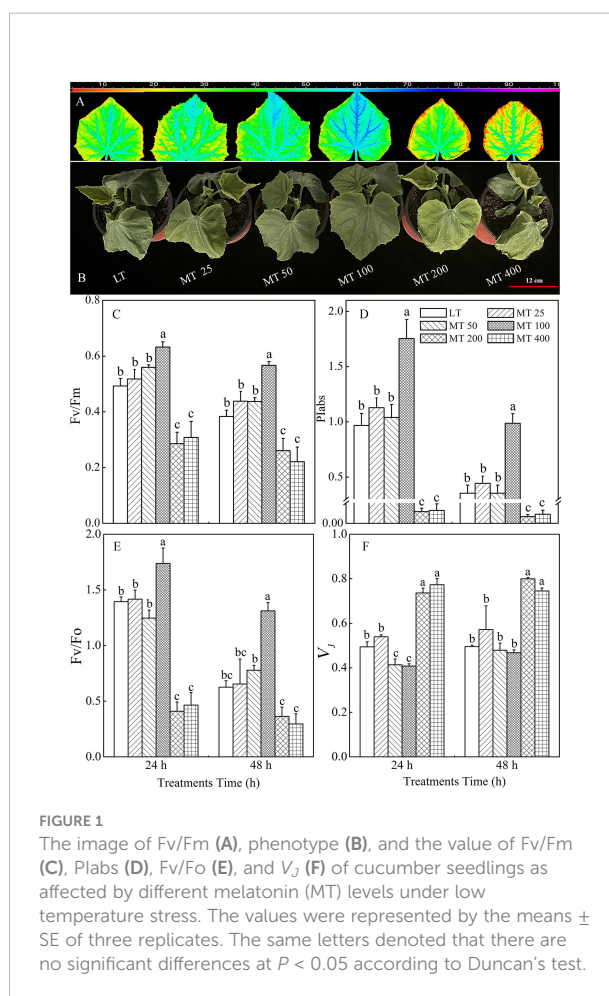 10 20 30 40 50 60 70 80 90
A
B
LT MT 25 MT 50 MT 100 MT 200 MT 400
12 cm
C
Fv/Fm
0.8
0.6
0.4
0.2
0.0
b b b a c c
b b b a c c
D
LT MT 25
MT 50 MT 100
MT 200 MT 400
PIabs
2.0
1.5
1.0
0.5
0.0
b b b a c c
b b b a c c
E
Fv/Fo
2.0
1.5
1.0
0.5
0.0
b b b a c c
bc bc b a c c
24 h 48 h
Treatments Time (h)
F
V_J
1.0
0.8
0.6
0.4
0.2
0.0
b b c c a a
b b b b a a
24 h 48 h
Treatments Time (h)
FIGURE 1
The image of Fv/Fm (A), phenotype (B), and the value of Fv/Fm
(C), PIabs (D), Fv/Fo (E), and V_J (F) of cucumber seedlings as
affected by different melatonin (MT) levels under low
temperature stress. The values were represented by the means ±
SE of three replicates. The same letters denoted that there are
no significant differences at P < 0.05 according to Duncan's test.